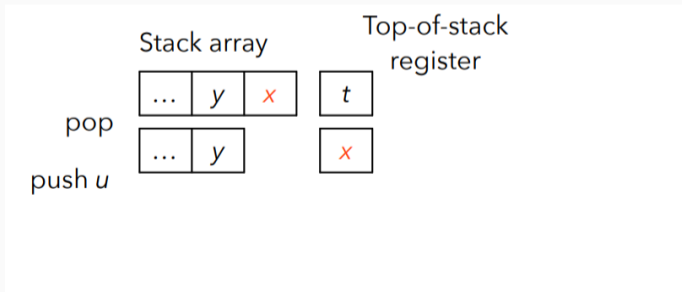 Top-of-stack
register
Stack array
... y x t
pop
... y x
push u